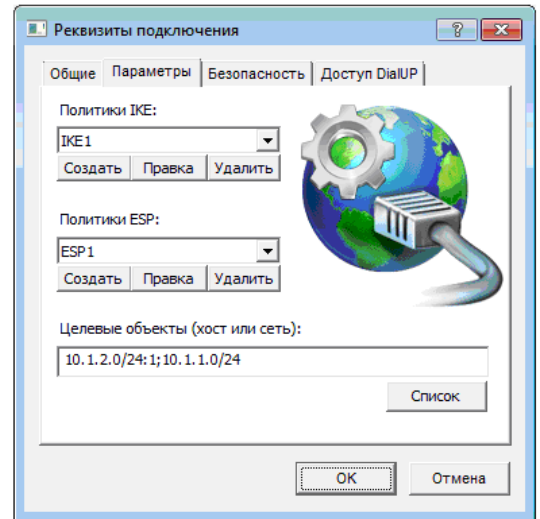 Реквизиты подключения
Общие Параметры Безопасность Доступ DialUP
Политики IKE:
IKE1
Создать Правка Удалить
Политики ESP:
ESP1
Создать Правка Удалить
Целевые объекты (хост или сеть):
10.1.2.0/24:1;10.1.1.0/24
Список
OK Отмена